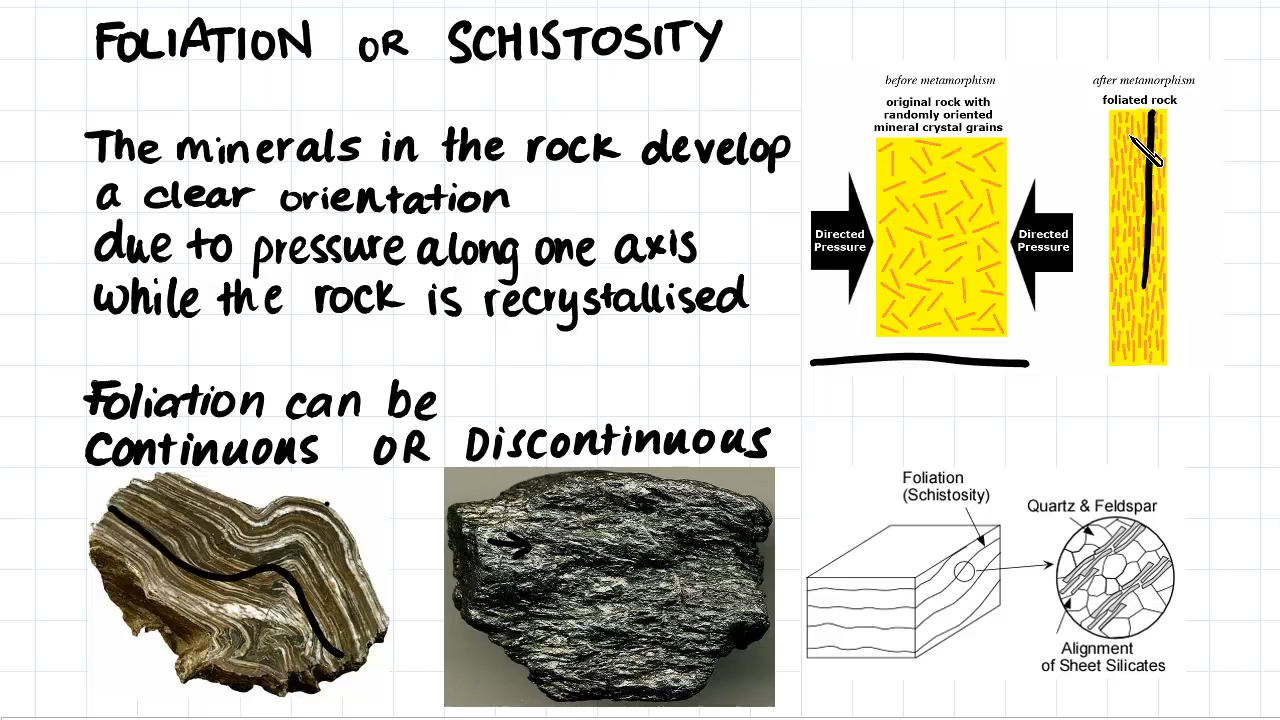 FOLIATION OR SCHISTOSITY
The minerals in the rock develop
a clear orientation
due to pressure along one axis
while the rock is recrystallised
Foliation can be
Continuous OR Discontinuous
before metamorphism
original rock with
randomly oriented
mineral crystal grains
Directed
Pressure
Directed
Pressure
after metamorphism
foliated rock
Foliation
(Schistosity)
Quartz & Feldspar
Alignment
of Sheet Silicates